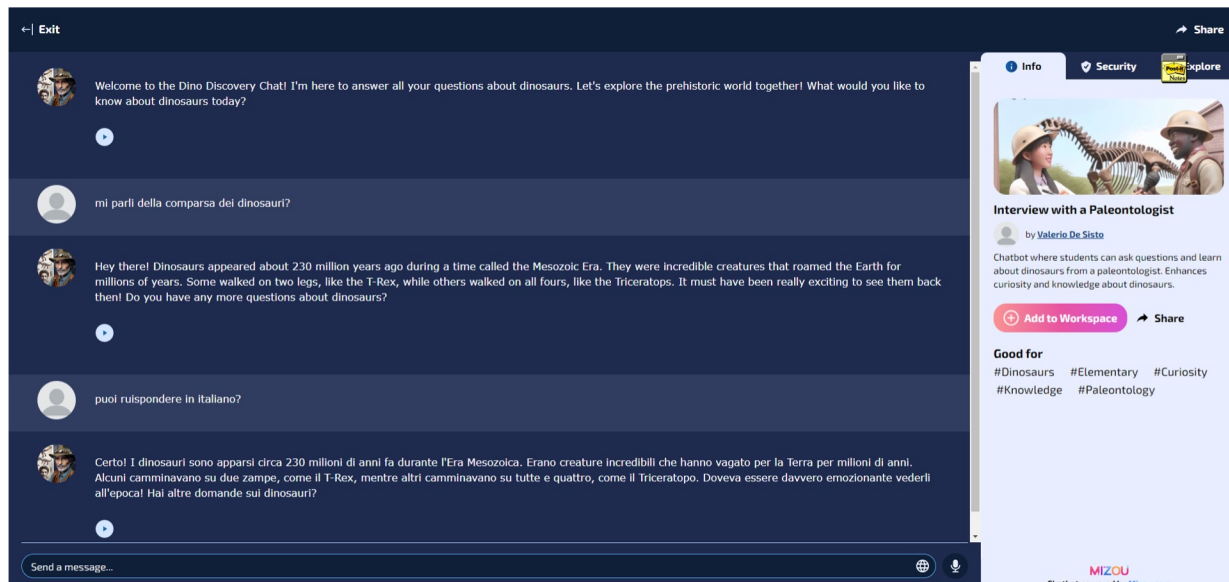 Exit
Share
Welcome to the Dino Discovery Chat! I'm here to answer all your questions about dinosaurs. Let's explore the prehistoric world together! What would you like to
know about dinosaurs today?
mi parli della comparsa dei dinosauri?
Hey there! Dinosaurs appeared about 230 million years ago during a time called the Mesozoic Era. They were incredible creatures that roamed the Earth for
millions of years. Some walked on two legs, like the T-Rex, while others walked on all fours, like the Triceratops. It must have been really exciting to see them back
then! Do you have any more questions about dinosaurs?
puoi ruispondere in italiano?
Certo! I dinosauri sono apparsi circa 230 milioni di anni fa durante l'Era Mesozoica. Erano creature incredibili che hanno vagato per la Terra per milioni di anni.
Alcuni camminavano su due zampe, come il T-Rex, mentre altri camminavano su tutte e quattro, come il Triceratopo. Doveva essere davvero emozionante vederli
all'epoca! Hai altre domande sui dinosauri?
Send a message...
Info
Security
Post-it
Notes
xplore
Interview with a Paleontologist
by Valerio De Sisto
Chatbot where students can ask questions and learn
about dinosaurs from a paleontologist. Enhances
curiosity and knowledge about dinosaurs.
Add to Workspace
Share
Good for
#Dinosaurs #Elementary #Curiosity
#Knowledge #Paleontology
MIZOU